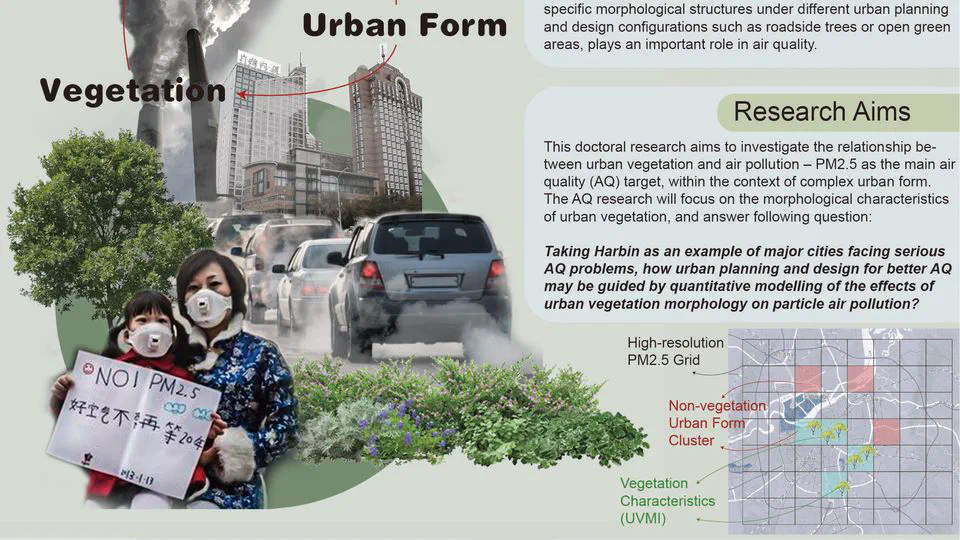 Urban Form
Vegetation
specific morphological structures under different urban planning
and design configurations such as roadside trees or open green
areas, plays an important role in air quality.
Research Aims
This doctoral research aims to investigate the relationship be-
tween urban vegetation and air pollution – PM2.5 as the main air
quality (AQ) target, within the context of complex urban form.
The AQ research will focus on the morphological characteristics
of urban vegetation, and answer following question:
Taking Harbin as an example of major cities facing serious
AQ problems, how urban planning and design for better AQ
may be guided by quantitative modelling of the effects of
urban vegetation morphology on particle air pollution?
NO! PM2.5
好空气不需再等20年
High-resolution
PM2.5 Grid
Non-vegetation
Urban Form
Cluster
Vegetation
Characteristics
(UVMI)